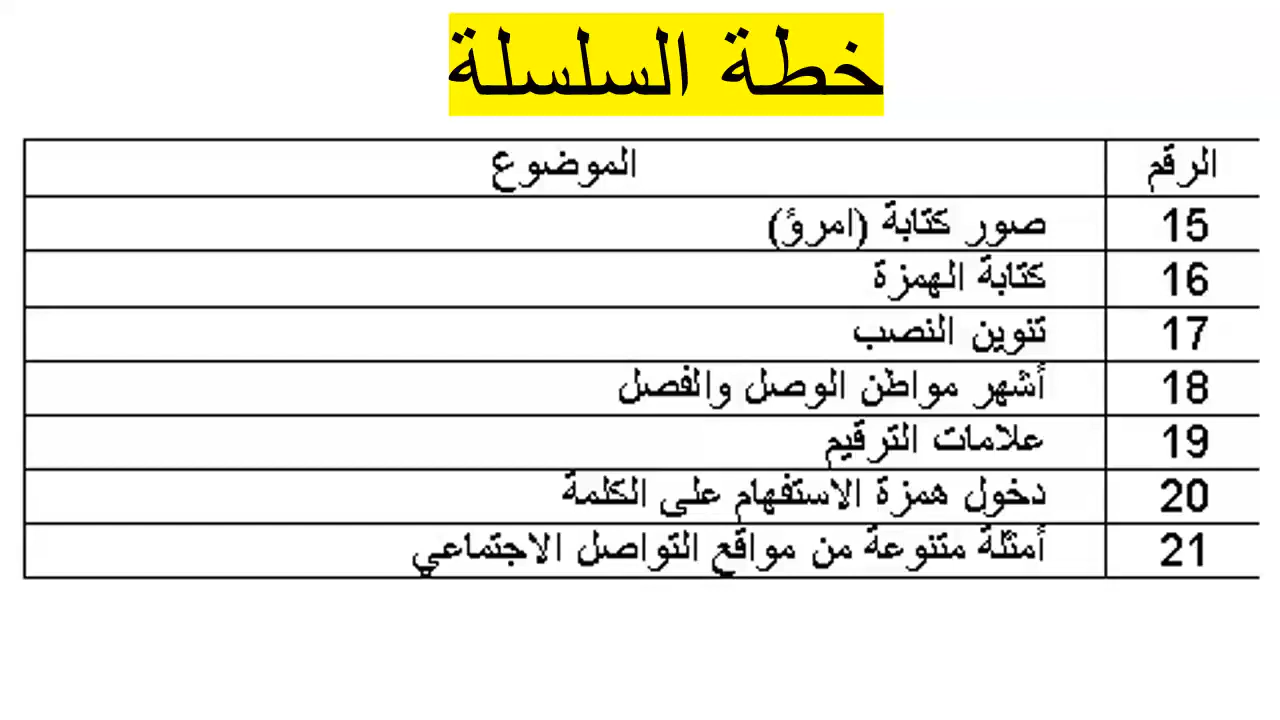 خطة السلسلة
الرقم الموضوع
15 صور كتابة (امرؤ)
16 كتابة الهمزة
17 تنوين النصب
18 أشهر مواطن الوصل والفصل
19 علامات الترقيم
20 دخول همزة الاستفهام على الكلمة
21 أمثلة متنوعة من مواقع التواصل الاجتماعي